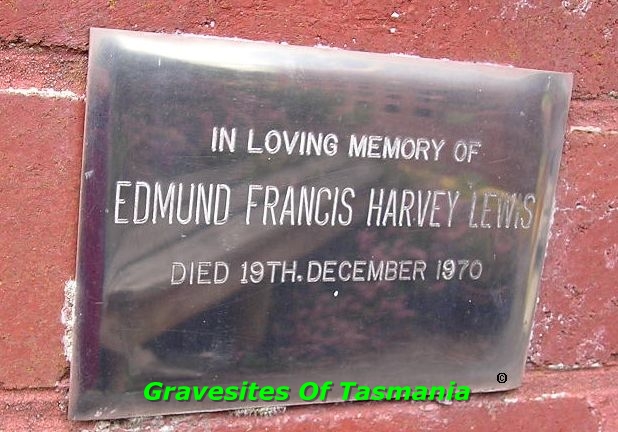 IN LOVING MEMORY OF
EDMUND FRANCIS HARVEY LEWIS
DIED 19TH. DECEMBER 1970
©
Gravesites Of Tasmania